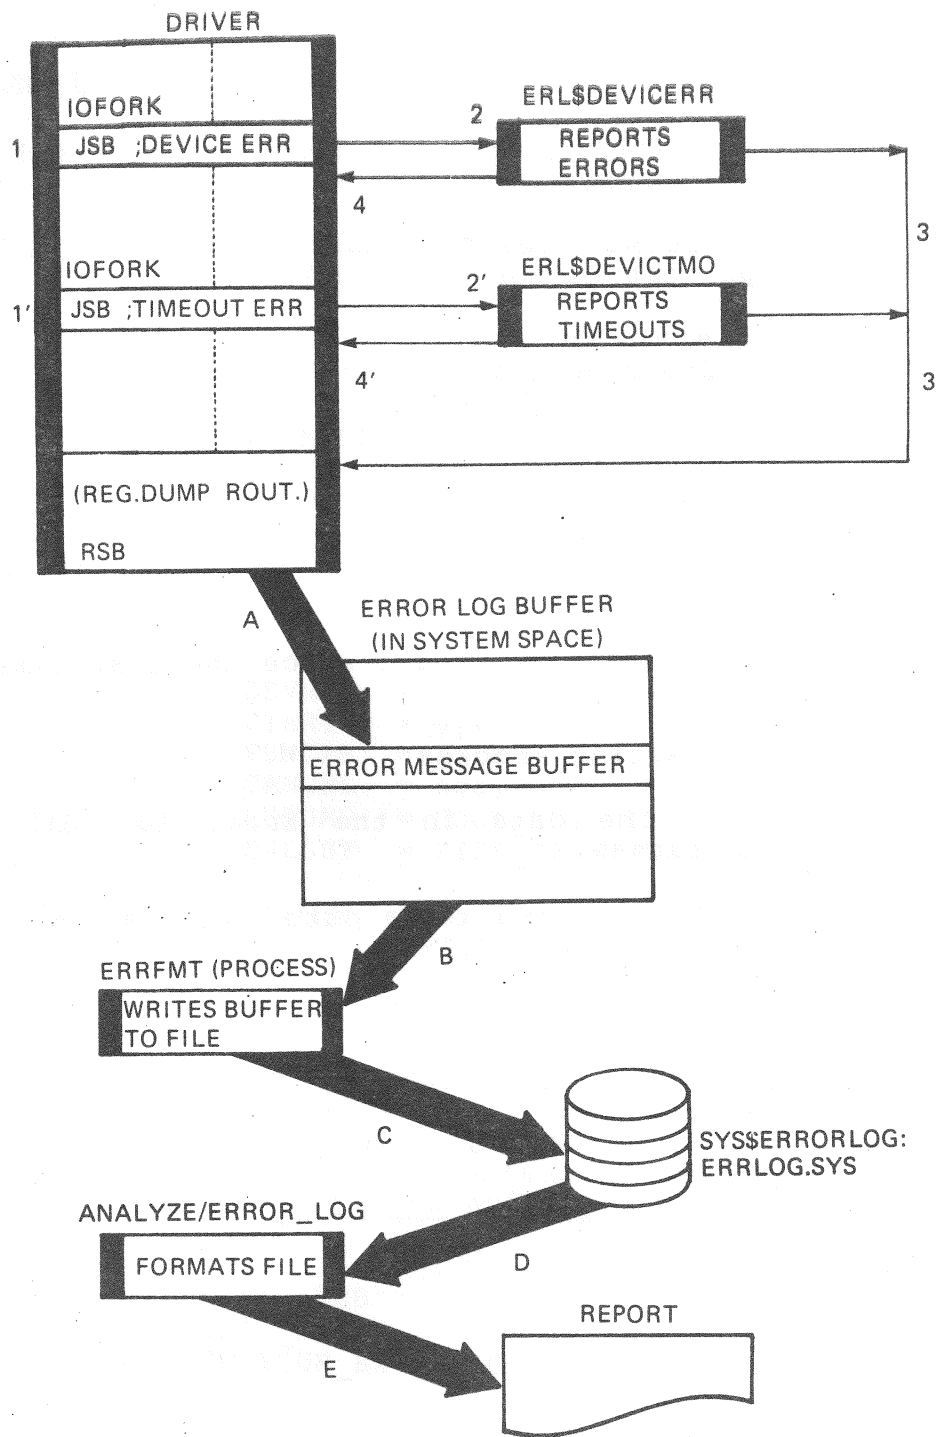 DRIVER
IOFORK
1
JSB ;DEVICE ERR
2
ERL$DEVICERR
REPORTS
ERRORS
4
3
IOFORK
1'
JSB ;TIMEOUT ERR
2'
ERL$DEVICTMO
REPORTS
TIMEOUTS
4'
3
(REG.DUMP ROUT.)
RSB
A
ERROR LOG BUFFER
(IN SYSTEM SPACE)
ERROR MESSAGE BUFFER
B
ERRFMT (PROCESS)
WRITES BUFFER
TO FILE
C
SYS$ERRORLOG:
ERRLOG.SYS
ANALYZE/ERROR_LOG
FORMATS FILE
D
REPORT
E